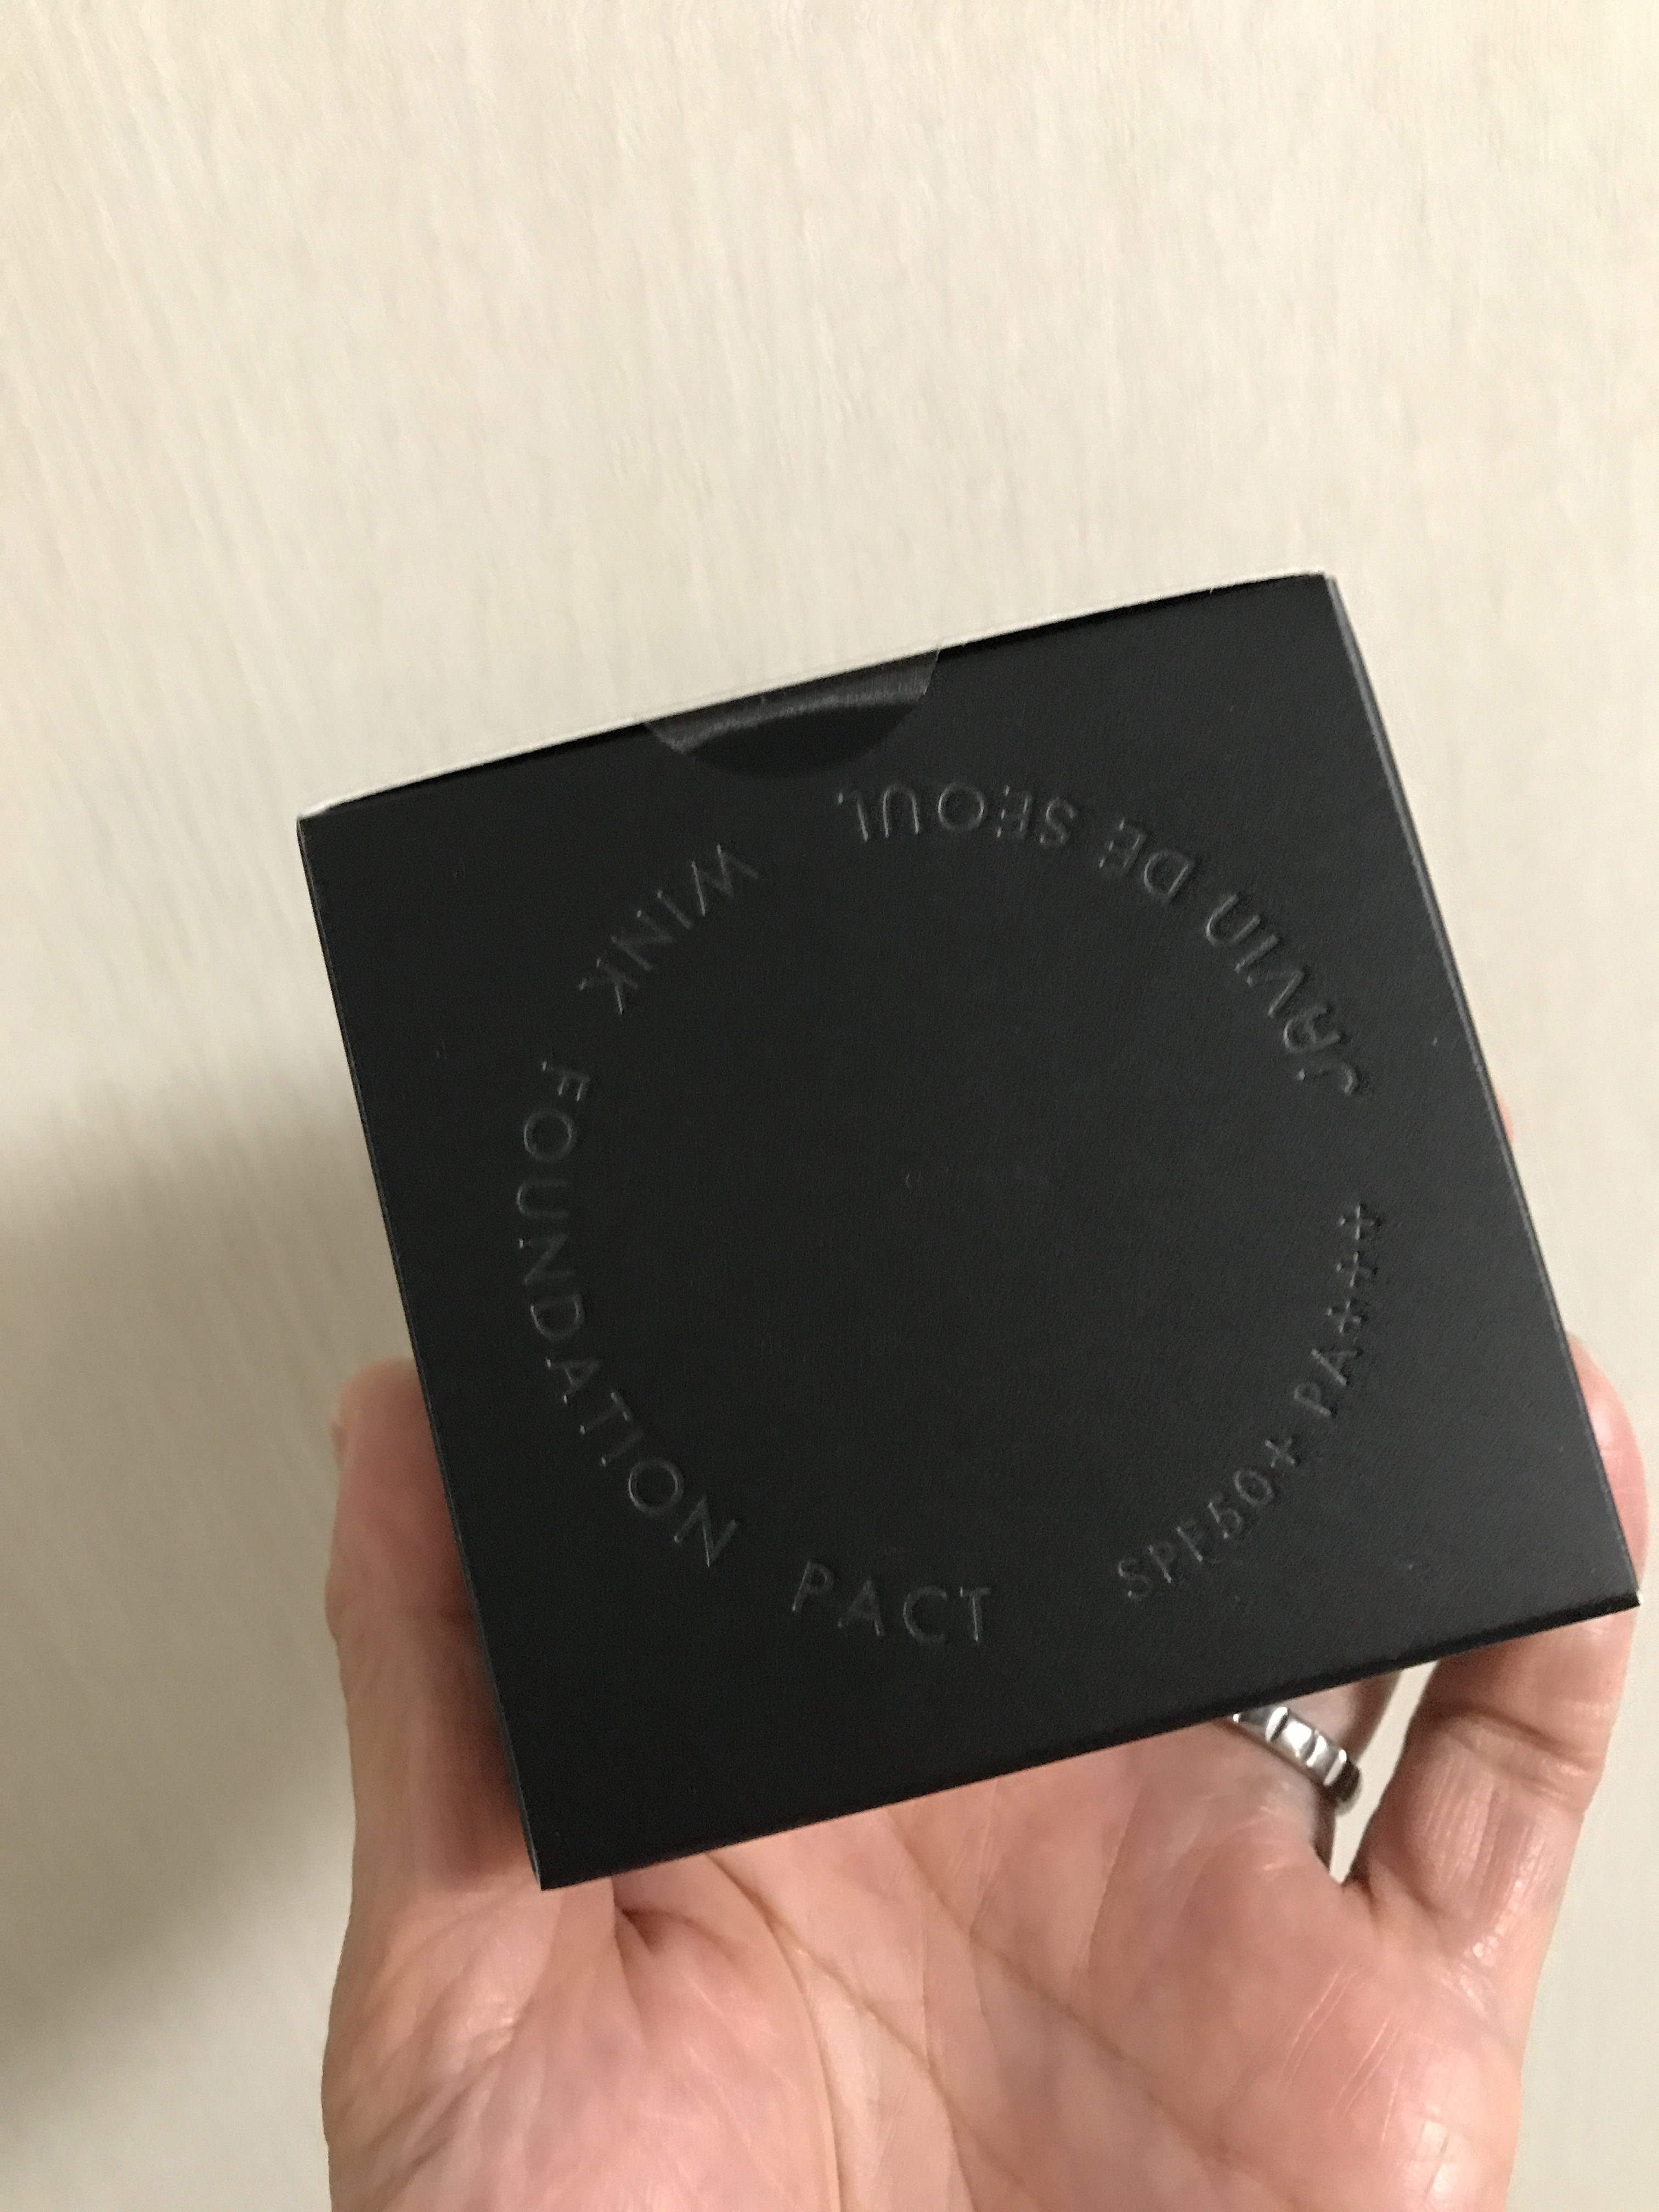 JAVIN DE SEOUL
WINK FOUNDATION PACT
SPF50+ PA+++